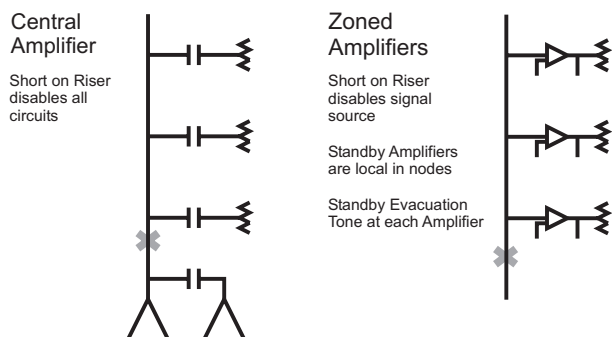 Central
Amplifier
Short on Riser
disables all
circuits
Zoned
Amplifiers
Short on Riser
disables signal
source
Standby Amplifiers
are local in nodes
Standby Evacuation
Tone at each Amplifier